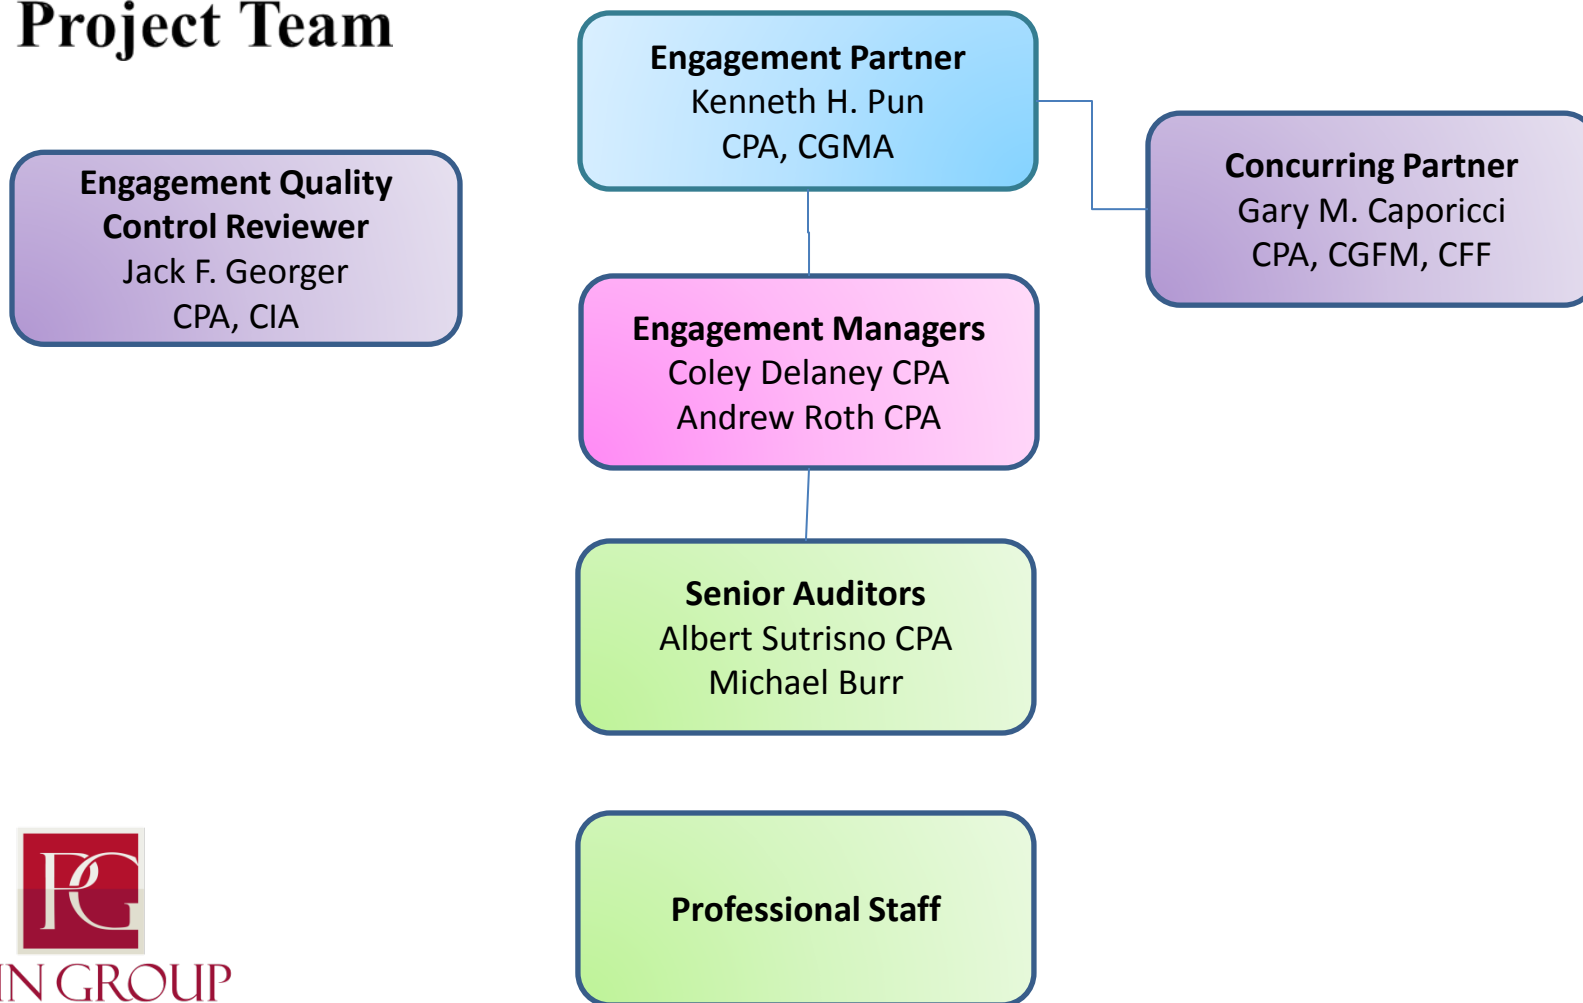 Project Team
Engagement Partner
Kenneth H. Pun
CPA, CGMA
Engagement Quality
Control Reviewer
Jack F. Georger
CPA, CIA
Concurring Partner
Gary M. Caporicci
CPA, CGFM, CFF
Engagement Managers
Coley Delaney CPA
Andrew Roth CPA
Senior Auditors
Albert Sutrisno CPA
Michael Burr
Professional Staff
PG
GROUP